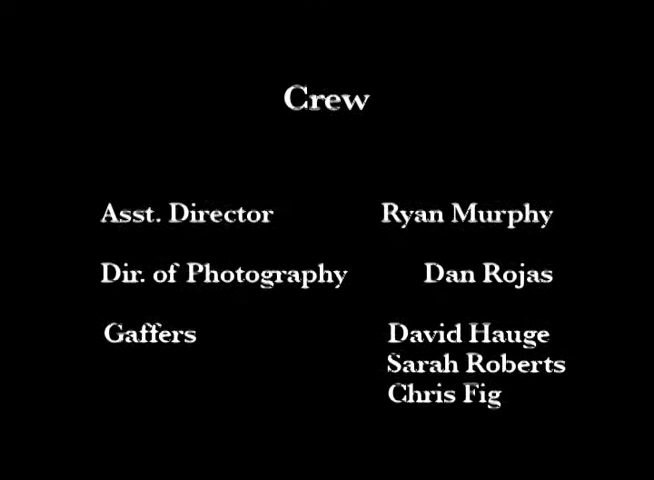 Crew
Asst. Director Ryan Murphy
Dir. of Photography Dan Rojas
Gaffers David Hauge
Sarah Roberts
Chris Fig